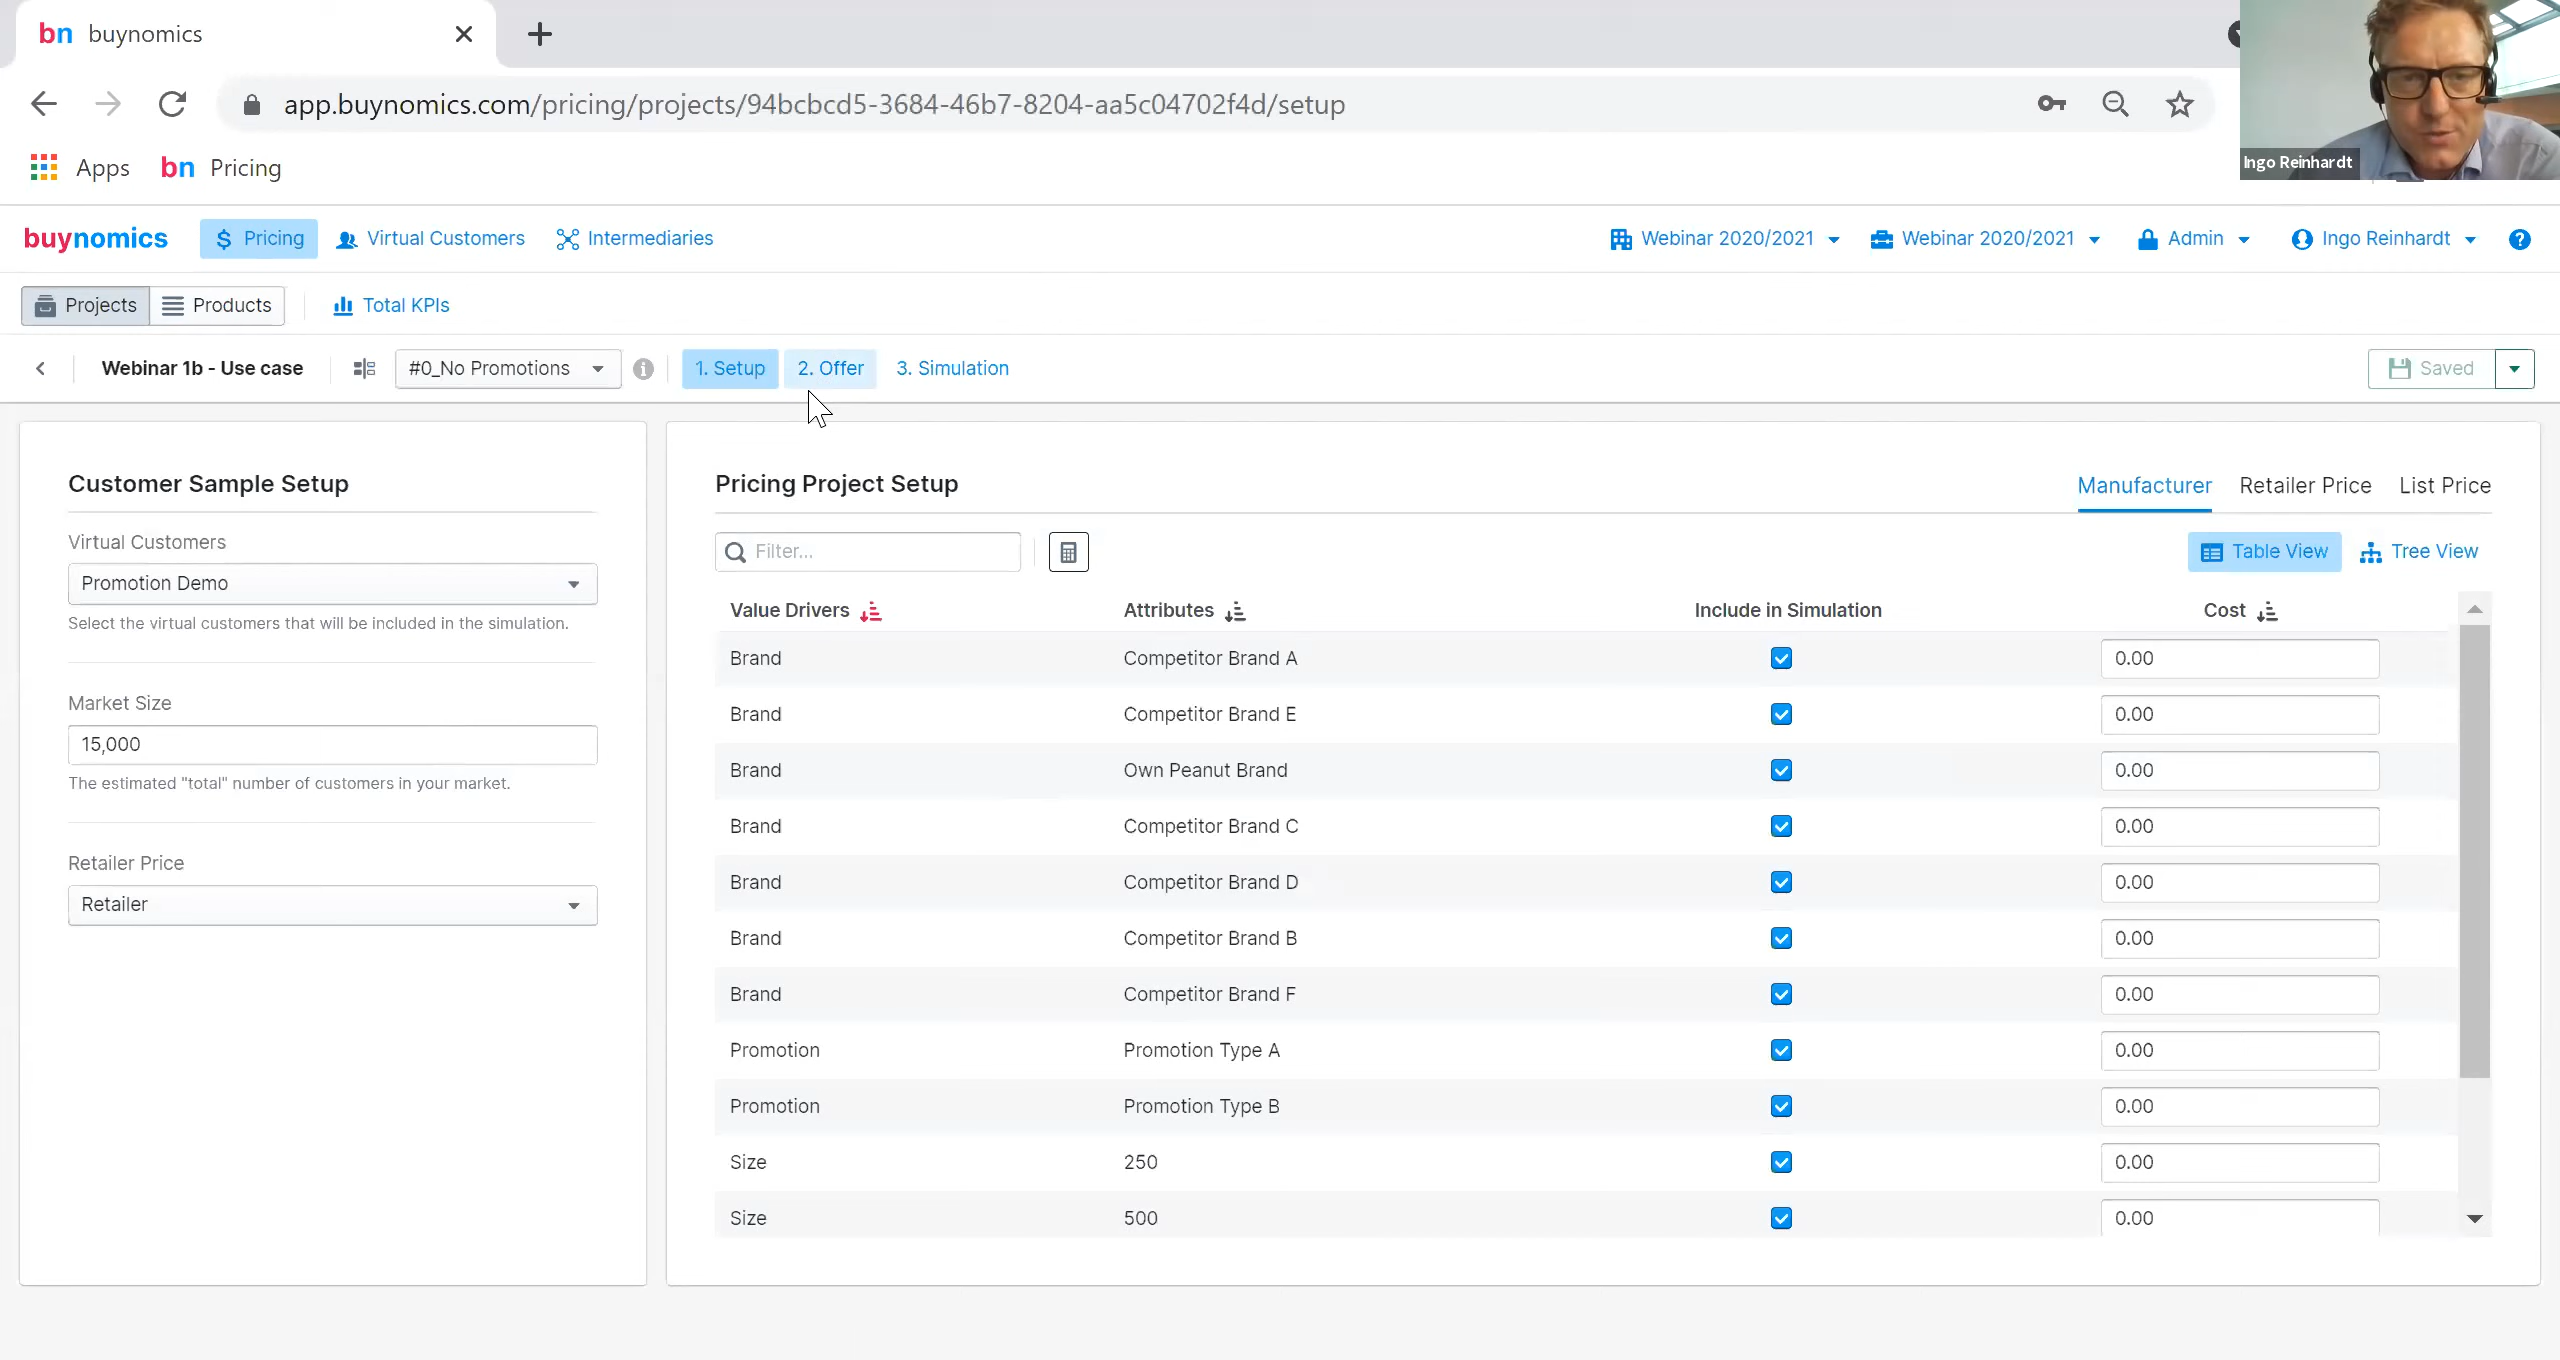 bn buynomics
app.buynomics.com/pricing/projects/94bcbcd5-3684-46b7-8204-aa5c04702f4d/setup
Apps bn Pricing
Ingo Reinhardt
buynomics $ Pricing Virtual Customers Intermediaries Webinar 2020/2021 Webinar 2020/2021 Admin Ingo Reinhardt ?
Projects Products Total KPIs
Webinar 1b - Use case #0_No Promotions i 1. Setup 2. Offer 3. Simulation Saved
Customer Sample Setup
Virtual Customers
Promotion Demo
Select the virtual customers that will be included in the simulation.
Market Size
15,000
The estimated "total" number of customers in your market.
Retailer Price
Retailer
Pricing Project Setup Manufacturer Retailer Price List Price
Filter... Table View Tree View
Value Drivers Attributes Include in Simulation Cost
Brand Competitor Brand A 0.00
Brand Competitor Brand E 0.00
Brand Own Peanut Brand 0.00
Brand Competitor Brand C 0.00
Brand Competitor Brand D 0.00
Brand Competitor Brand B 0.00
Brand Competitor Brand F 0.00
Promotion Promotion Type A 0.00
Promotion Promotion Type B 0.00
Size 250 0.00
Size 500 0.00